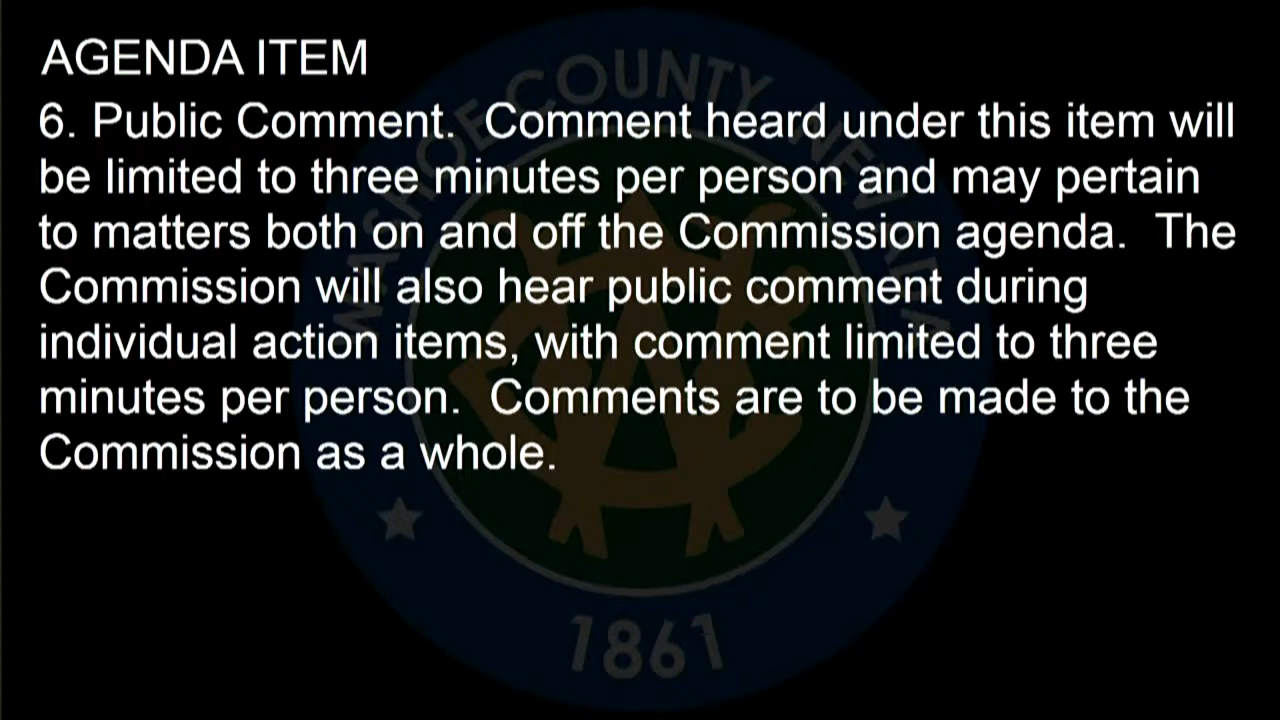 AGENDA ITEM
6. Public Comment.  Comment heard under this item will
be limited to three minutes per person and may pertain
to matters both on and off the Commission agenda.  The
Commission will also hear public comment during
individual action items, with comment limited to three
minutes per person.  Comments are to be made to the
Commission as a whole.
WASHOE COUNTY NEVADA
1861